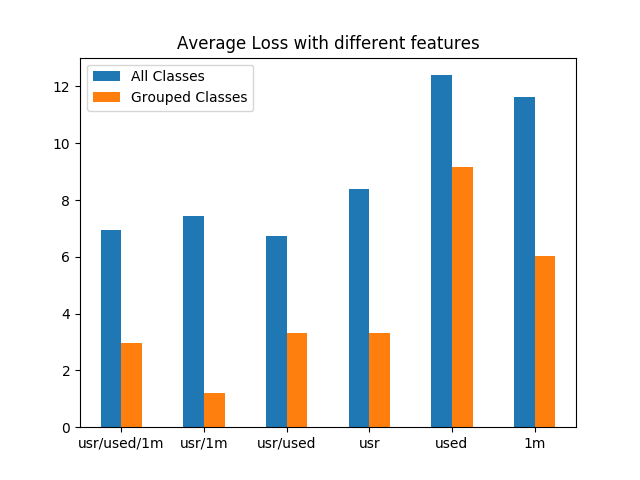 Average Loss with different features
All Classes
Grouped Classes
12
10
8
6
4
2
0
usr/used/1m usr/1m usr/used usr used 1m